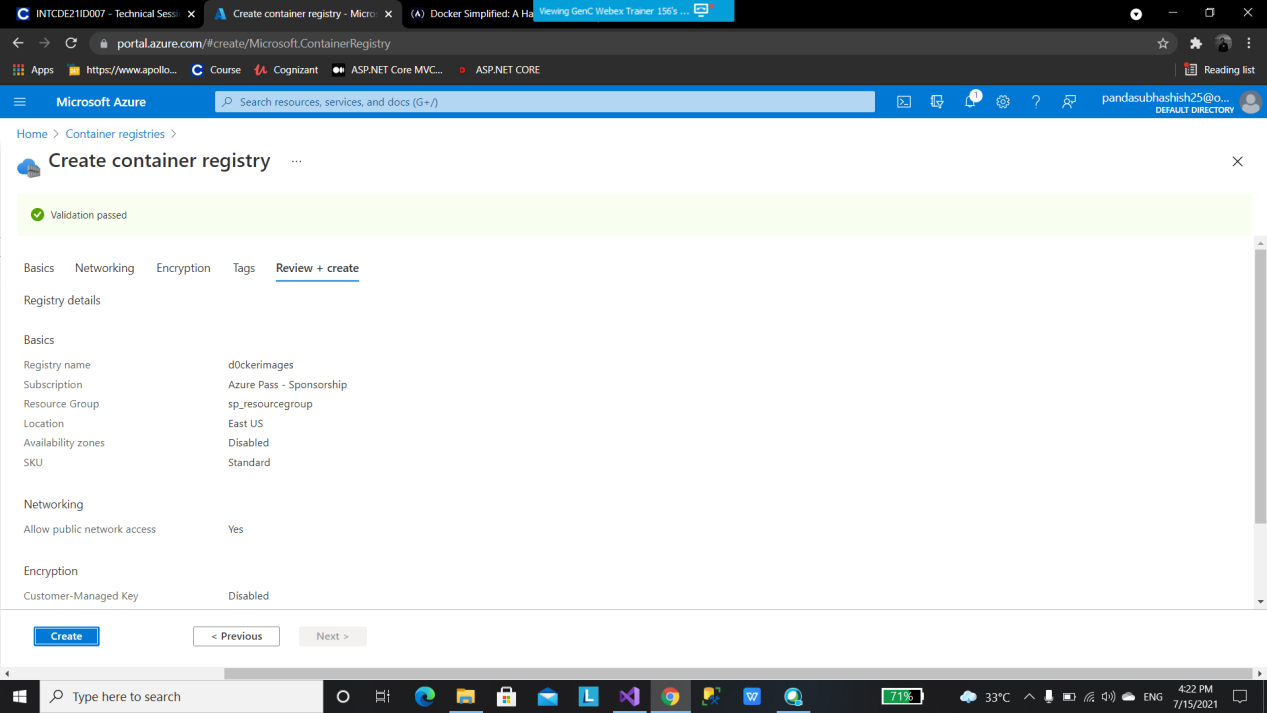 INTCDE21ID007 - Technical Sessi
Create container registry - Micros
Docker Simplified: A Ha
Viewing GenC Webex Trainer 156's ...
portal.azure.com/#create/Microsoft.ContainerRegistry
Apps
https://www.apollo...
Course
Cognizant
ASP.NET Core MVC...
ASP.NET CORE
Reading list
Microsoft Azure
Search resources, services, and docs (G+/)
1
pandasubhashish25@o...
DEFAULT DIRECTORY
Home > Container registries >
Create container registry ...
Validation passed
Basics Networking Encryption Tags Review + create
Registry details
Basics
Registry name d0ckerimages
Subscription Azure Pass - Sponsorship
Resource Group sp_resourcegroup
Location East US
Availability zones Disabled
SKU Standard
Networking
Allow public network access Yes
Encryption
Customer-Managed Key Disabled
Create < Previous Next >
Type here to search
71%
33°C
ENG
4:22 PM
7/15/2021